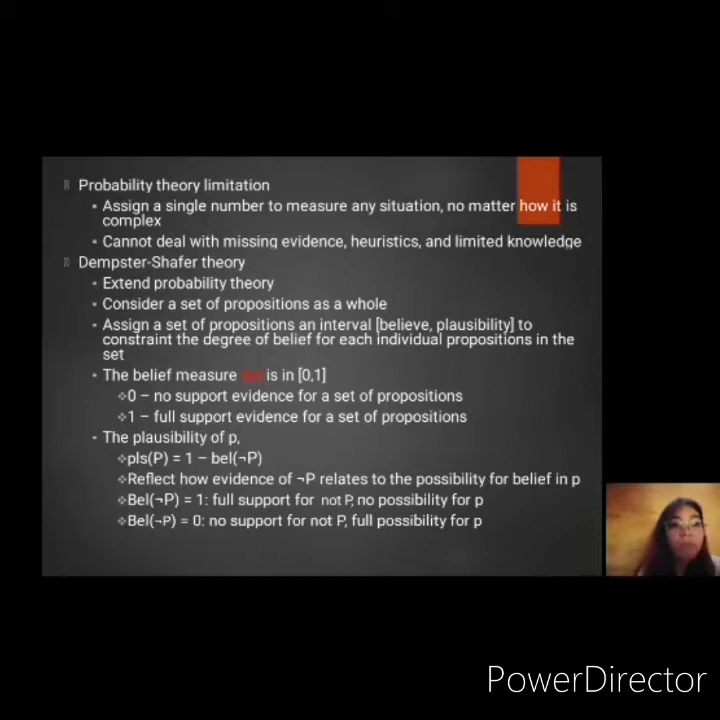 Probability theory limitation
Assign a single number to measure any situation, no matter how it is
complex
Cannot deal with missing evidence, heuristics, and limited knowledge
Dempster-Shafer theory
Extend probability theory
Consider a set of propositions as a whole
Assign a set of propositions an interval [believe, plausibility] to
constraint the degree of belief for each individual propositions in the
set
The belief measure is in [0,1]
0 – no support evidence for a set of propositions
1 – full support evidence for a set of propositions
The plausibility of p,
pls(P) = 1 – bel(¬P)
Reflect how evidence of ¬P relates to the possibility for belief in p
Bel(¬P) = 1: full support for not P, no possibility for p
Bel(¬P) = 0: no support for not P, full possibility for p
PowerDirector